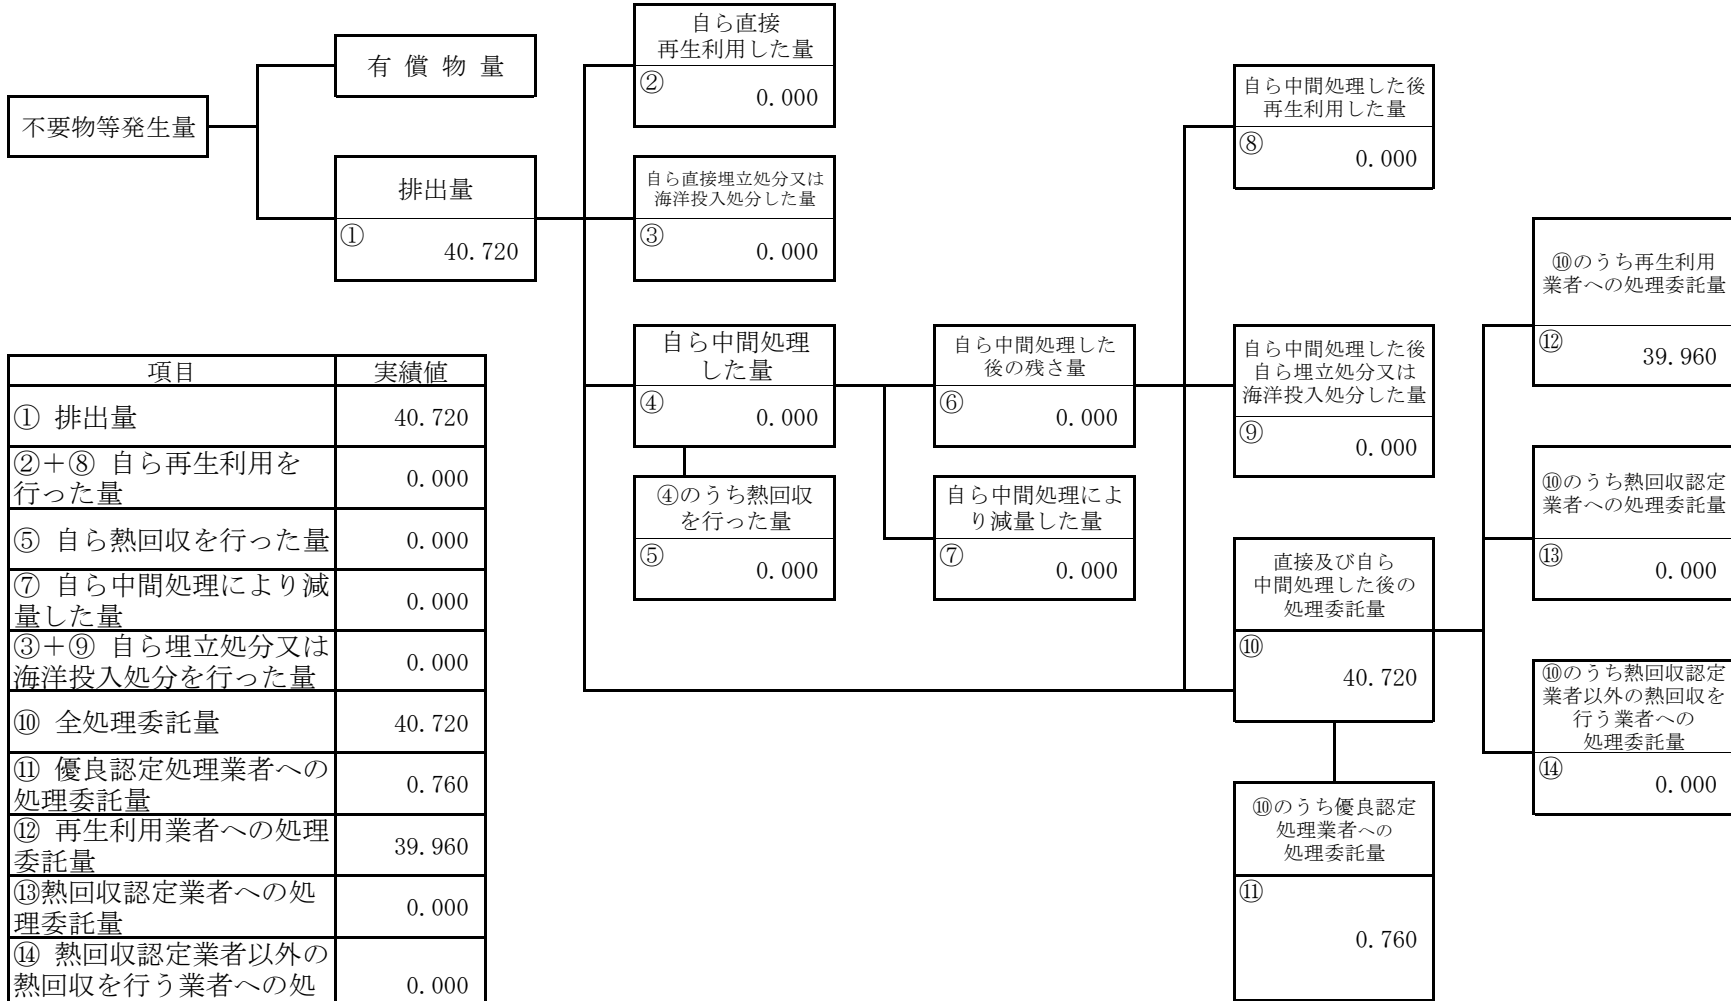 不要物等発生量
有 償 物 量
排出量
①
40.720
自ら直接
再生利用した量
②
0.000
自ら直接埋立処分又は
海洋投入処分した量
③
0.000
自ら中間処理
した量
④
0.000
④のうち熱回収
を行った量
⑤
0.000
自ら中間処理した
後の残さ量
⑥
0.000
自ら中間処理によ
り減量した量
⑦
0.000
自ら中間処理した後
再生利用した量
⑧
0.000
自ら中間処理した後
自ら埋立処分又は
海洋投入処分した量
⑨
0.000
直接及び自ら
中間処理した後の
処理委託量
⑩
40.720
⑩のうち優良認定
処理業者への
処理委託量
⑪
0.760
⑩のうち再生利用
業者への処理委託量
⑫
39.960
⑩のうち熱回収認定
業者への処理委託量
⑬
0.000
⑩のうち熱回収認定
業者以外の熱回収を
行う業者への
処理委託量
⑭
0.000
項目 実績値
① 排出量 40.720
②+⑧ 自ら再生利用を
行った量 0.000
⑤ 自ら熱回収を行った量 0.000
⑦ 自ら中間処理により減
量した量 0.000
③+⑨ 自ら埋立処分又は
海洋投入処分を行った量 0.000
⑩ 全処理委託量 40.720
⑪ 優良認定処理業者への
処理委託量 0.760
⑫ 再生利用業者への処理
委託量 39.960
⑬熱回収認定業者への処
理委託量 0.000
⑭ 熱回収認定業者以外の
熱回収を行う業者への処 0.000